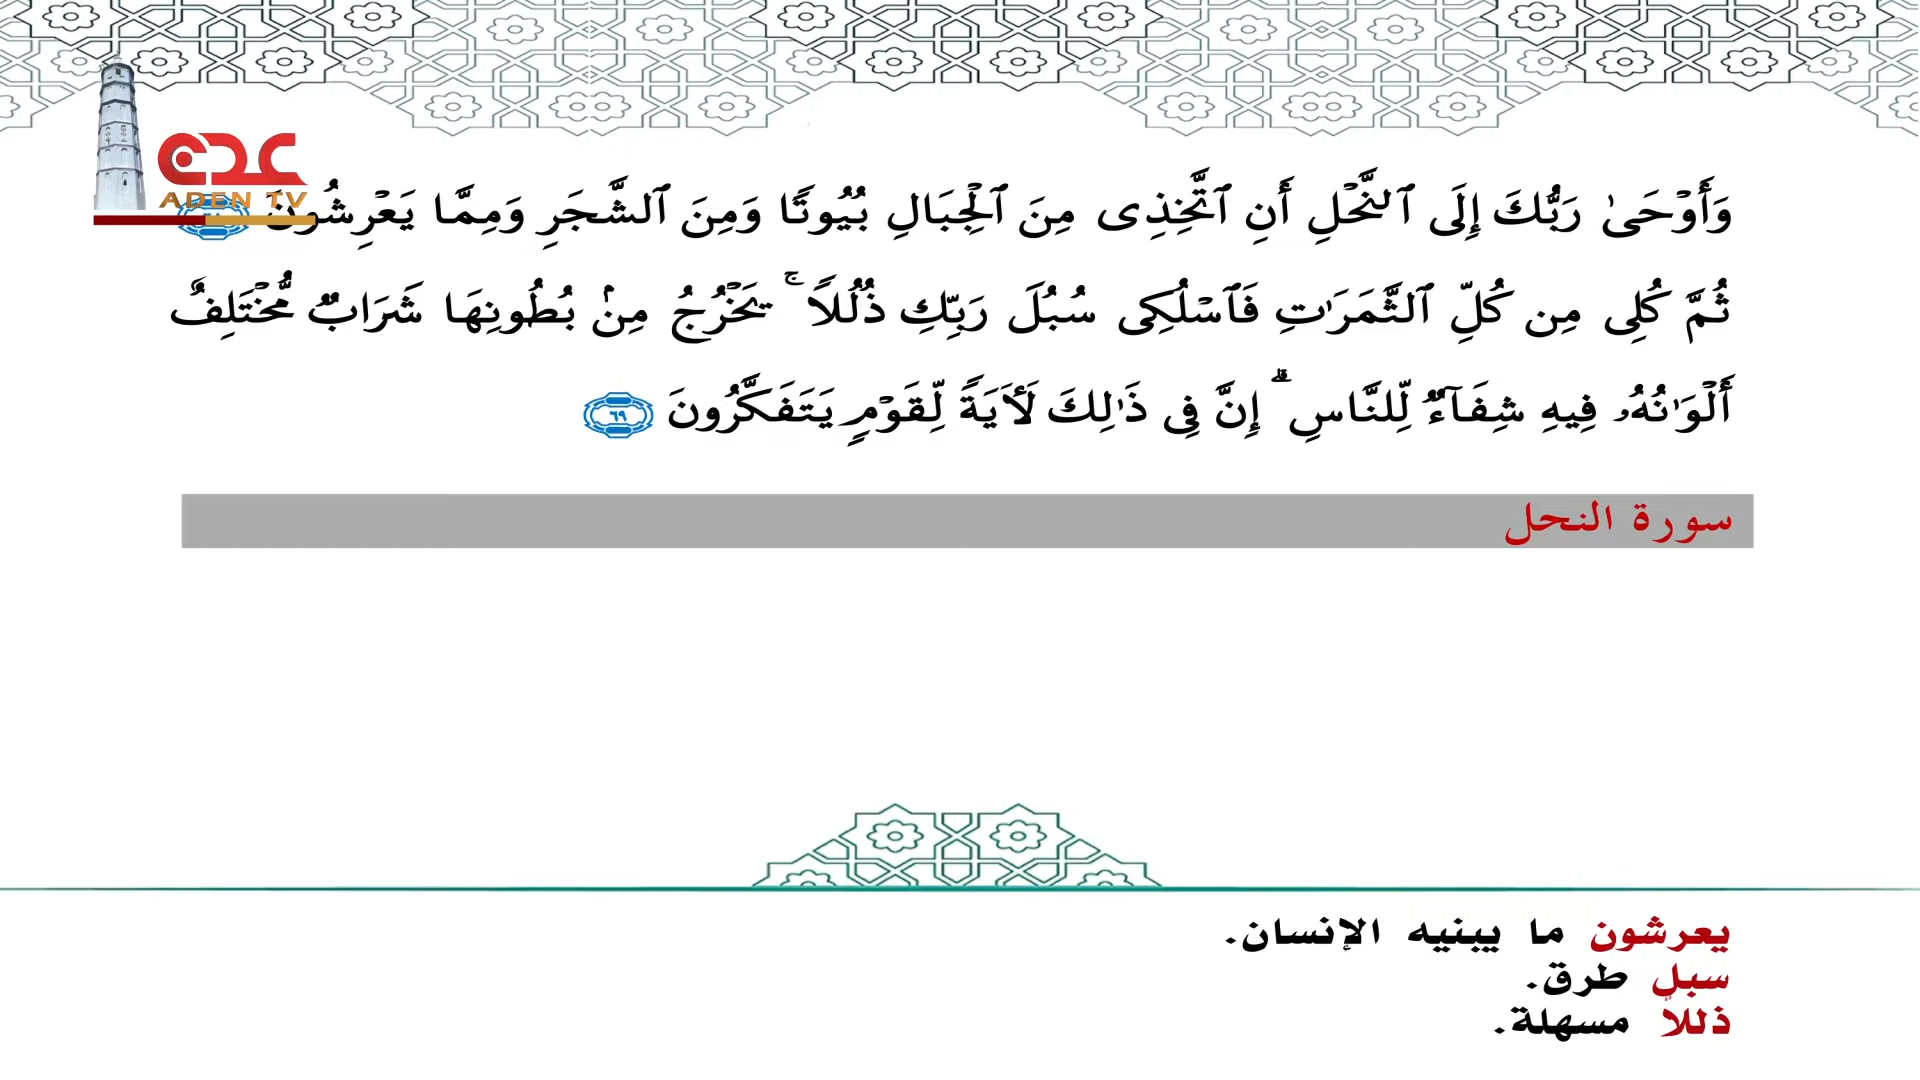 عدن
ADEN TV
وَأَوۡحَىٰ رَبُّكَ إِلَى ٱلنَّحۡلِ أَنِ ٱتَّخِذِى مِنَ ٱلۡجِبَالِ بُيُوتًا وَمِنَ ٱلشَّجَرِ وَمِمَّا يَعۡرِشُونَ
ثُمَّ كُلِى مِن كُلِّ ٱلثَّمَرَٰتِ فَٱسۡلُكِى سُبُلَ رَبِّكِ ذُلُلًاۚ يَخۡرُجُ مِنۢ بُطُونِهَا شَرَابٌ مُّخۡتَلِفٌ
أَلۡوَٰنُهُۥ فِيهِ شِفَآءٌ لِّلنَّاسِۗ إِنَّ فِى ذَٰلِكَ لَأٓيَةً لِّقَوۡمٍ يَتَفَكَّرُونَ ٦٩
سورة النحل
يعرشون ما يبنيه الإنسان.
سبل طرق.
ذللاً مسهلة.